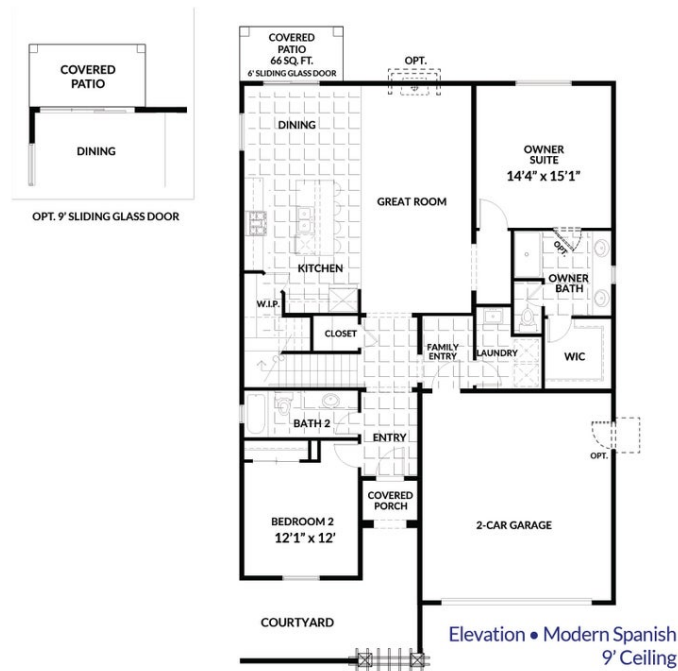 COVERED
PATIO
DINING
OPT. 9' SLIDING GLASS DOOR
COVERED
PATIO
66 SQ. FT.
6' SLIDING GLASS DOOR
OPT.
DINING
OWNER
SUITE
14'4" x 15'1"
GREAT ROOM
OPT.
KITCHEN
OWNER
BATH
W.I.P.
CLOSET
FAMILY
ENTRY
LAUNDRY
WIC
BATH 2
ENTRY
OPT.
COVERED
PORCH
BEDROOM 2
12'1" x 12'
2-CAR GARAGE
COURTYARD
Elevation • Modern Spanish
9' Ceiling